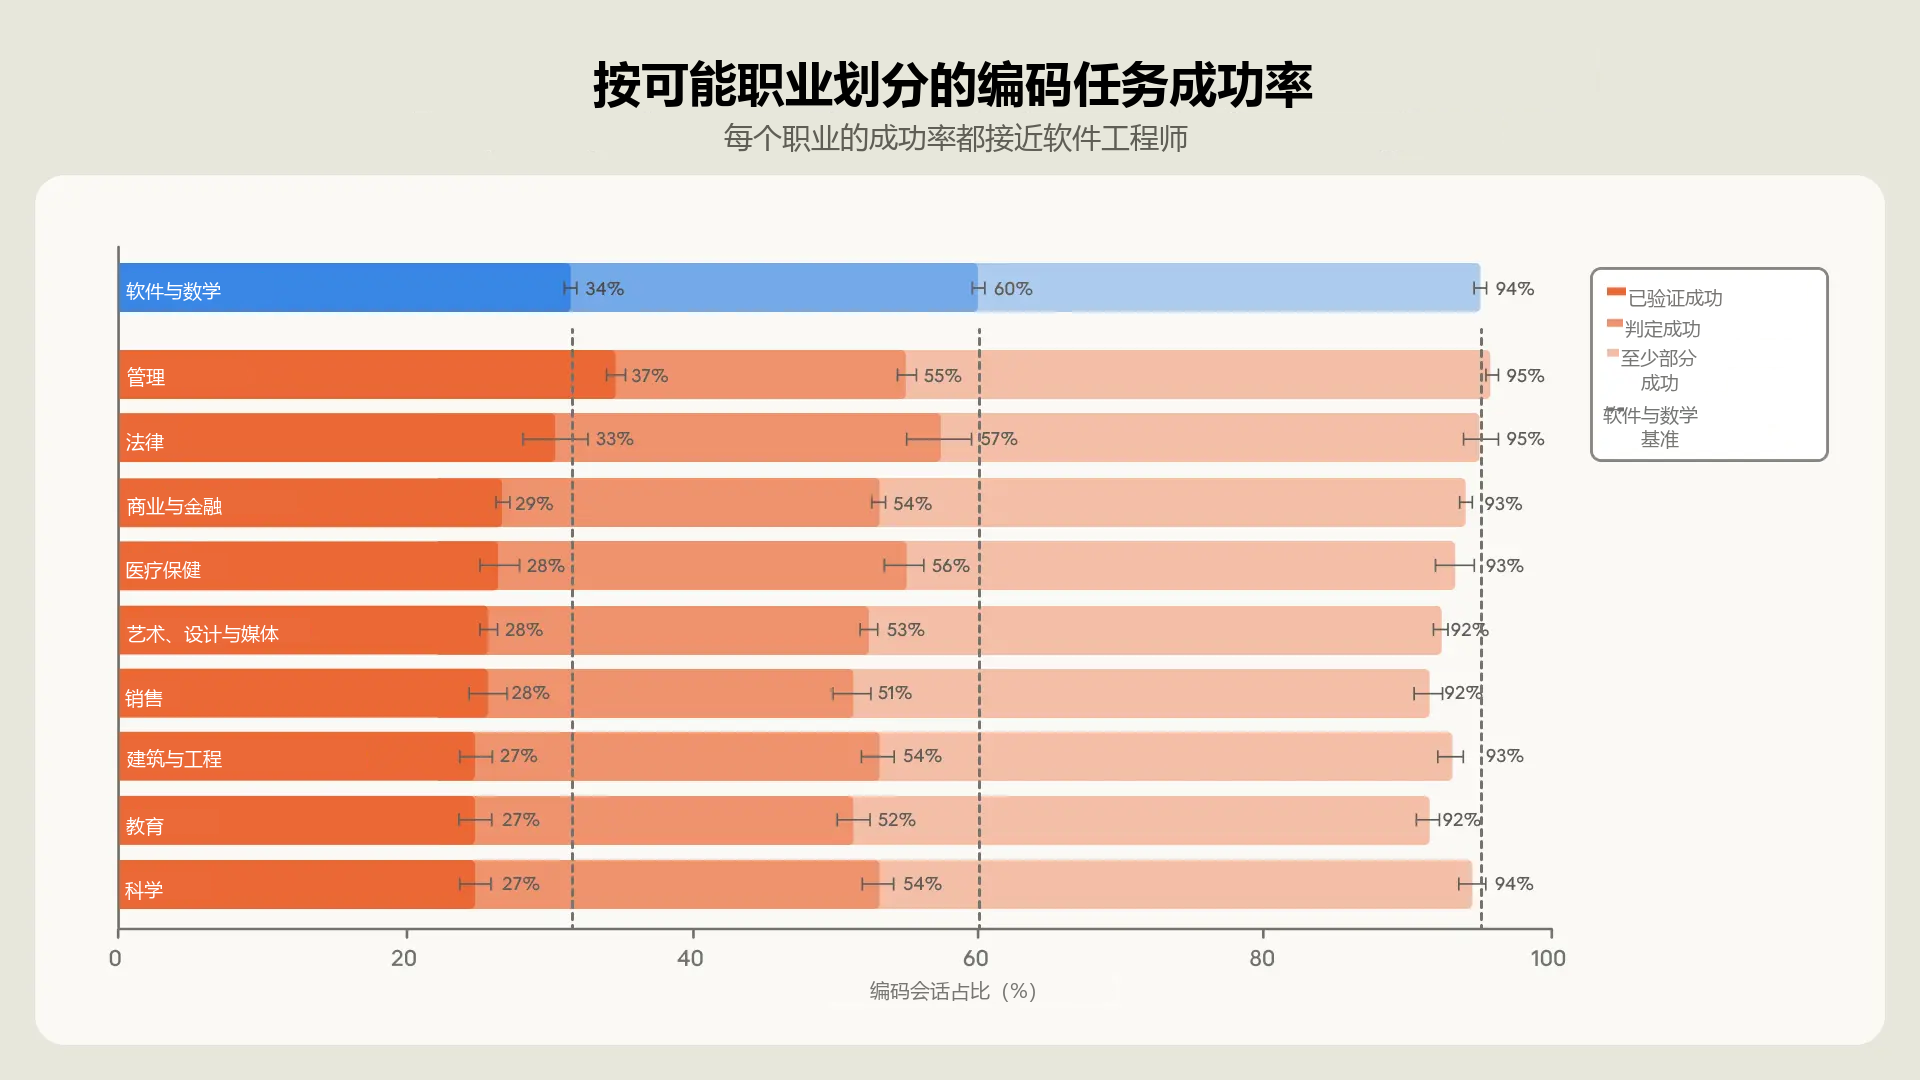 按可能职业划分的编码任务成功率
每个职业的成功率都接近软件工程师
软件与数学 34% 60% 94%
管理 37% 55% 95%
法律 33% 57% 95%
商业与金融 29% 54% 93%
医疗保健 28% 56% 93%
艺术、设计与媒体 28% 53% 92%
销售 28% 51% 92%
建筑与工程 27% 54% 93%
教育 27% 52% 92%
科学 27% 54% 94%
0 20 40 60 80 100
编码会话占比（%）
已验证成功
判定成功
至少部分
成功
软件与数学
基准